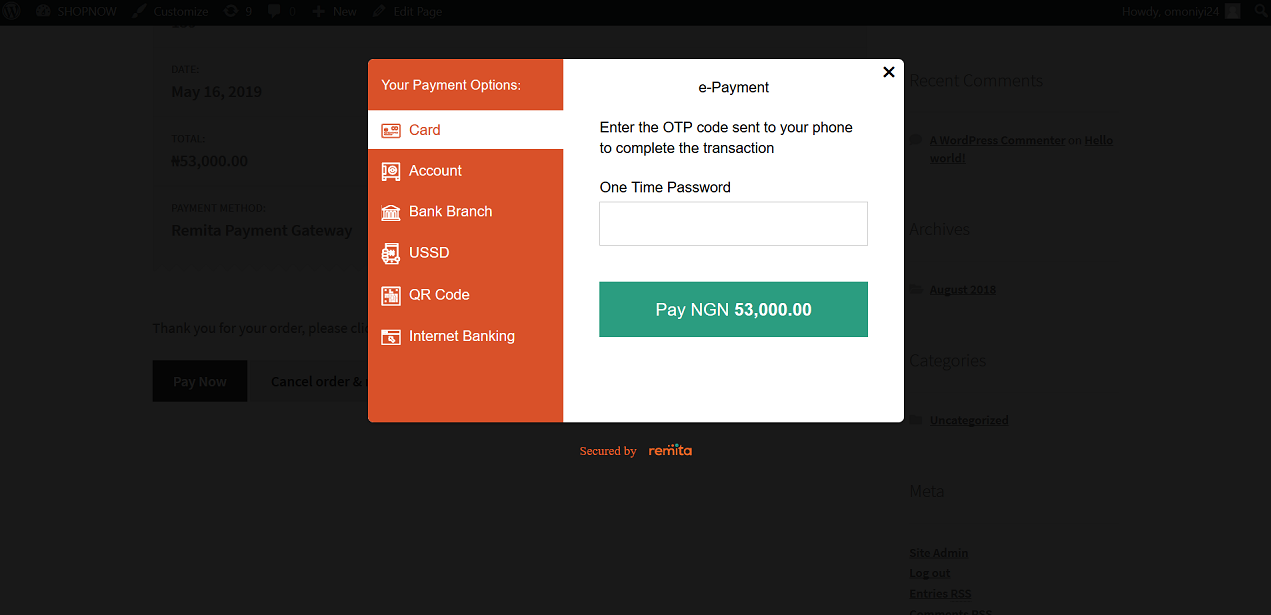 SHOPNOW Customize 9 0 New Edit Page Howdy, omoniyi24
DATE:
May 16, 2019
TOTAL:
₦53,000.00
PAYMENT METHOD:
Remita Payment Gateway
Thank you for your order, please
Pay Now Cancel order &
Your Payment Options:
Card
Account
Bank Branch
USSD
QR Code
Internet Banking
e-Payment
Enter the OTP code sent to your phone
to complete the transaction
One Time Password
Pay NGN 53,000.00
Secured by remita
Recent Comments
A WordPress Commenter on Hello
world!
Archives
August 2018
Categories
Uncategorized
Meta
Site Admin
Log out
Entries RSS
Comments RSS